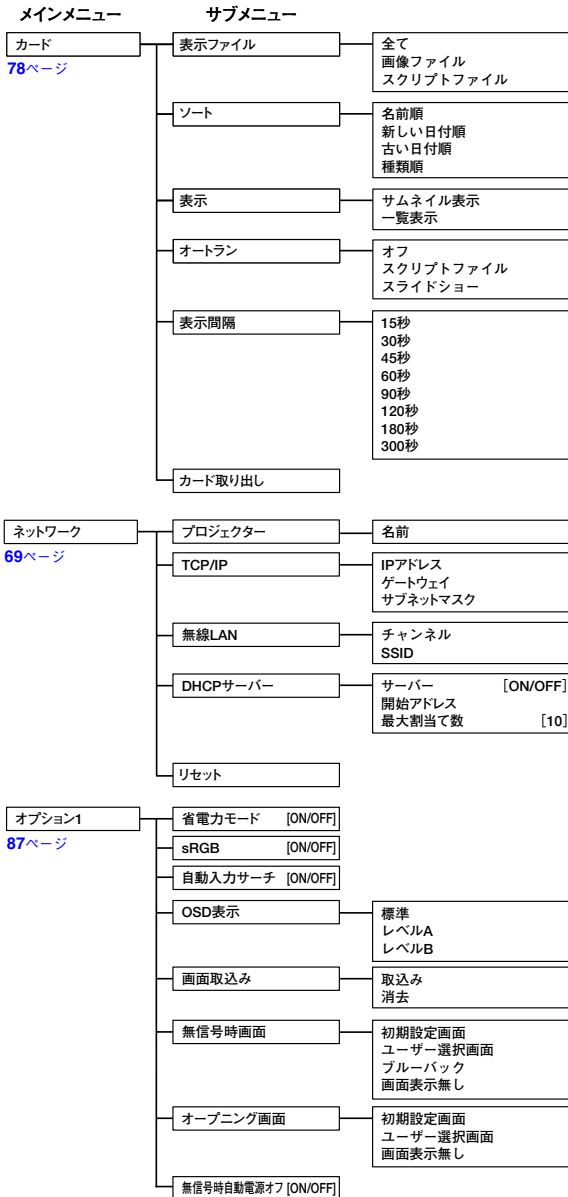 メインメニュー サブメニュー
カード 表示ファイル 全て
78ページ 画像ファイル
スクリプトファイル
ソート 名前順
新しい日付順
古い日付順
種類順
表示 サムネイル表示
一覧表示
オートラン オフ
スクリプトファイル
スライドショー
表示間隔 15秒
30秒
45秒
60秒
90秒
120秒
180秒
300秒
カード取り出し
ネットワーク プロジェクター 名前
69ページ
TCP/IP IPアドレス
ゲートウェイ
サブネットマスク
無線LAN チャンネル
SSID
DHCPサーバー サーバー [ON/OFF]
開始アドレス
最大割当て数 [10]
リセット
オプション1 省電力モード [ON/OFF]
87ページ
sRGB [ON/OFF]
自動入力サーチ [ON/OFF]
OSD表示 標準
レベルA
レベルB
画面取込み 取込み
消去
無信号時画面 初期設定画面
ユーザー選択画面
ブルーバック
画面表示無し
オープニング画面 初期設定画面
ユーザー選択画面
画面表示無し
無信号時自動電源オフ [ON/OFF]